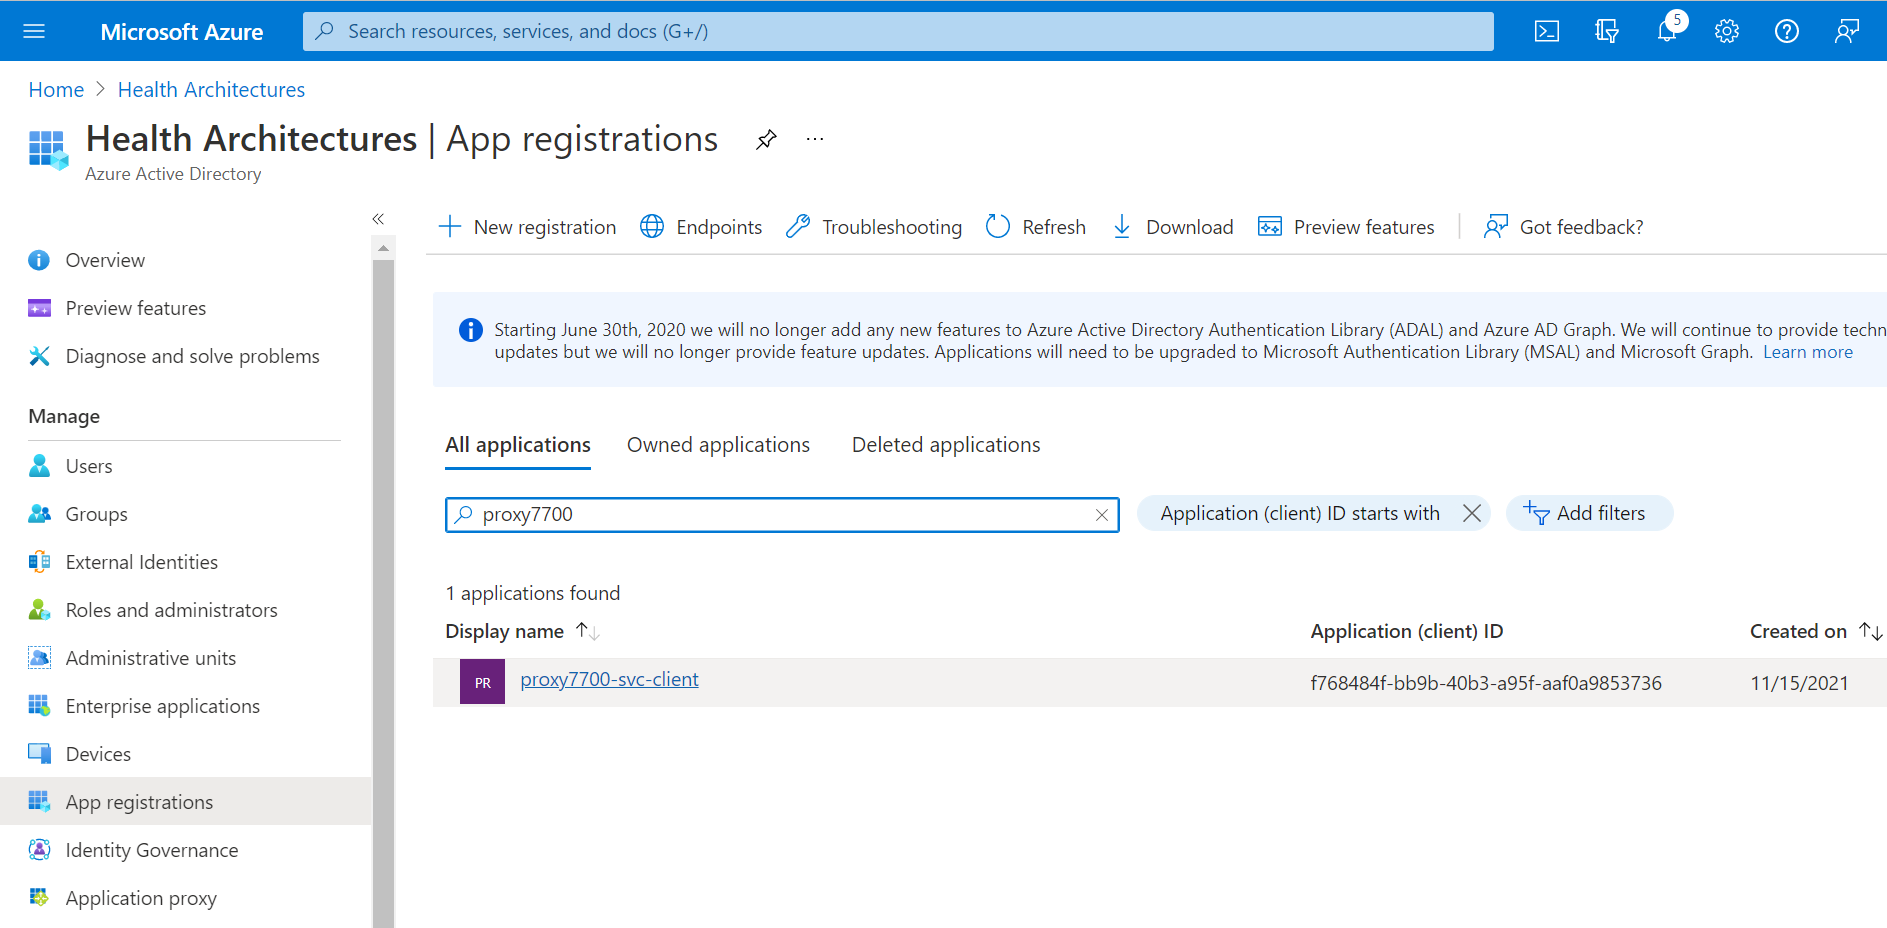 Microsoft Azure
Search resources, services, and docs (G+/)
5
Home > Health Architectures
Health Architectures | App registrations
Azure Active Directory
New registration
Endpoints
Troubleshooting
Refresh
Download
Preview features
Got feedback?
Overview
Preview features
Diagnose and solve problems
Manage
Users
Groups
External Identities
Roles and administrators
Administrative units
Enterprise applications
Devices
App registrations
Identity Governance
Application proxy
Starting June 30th, 2020 we will no longer add any new features to Azure Active Directory Authentication Library (ADAL) and Azure AD Graph. We will continue to provide techn
updates but we will no longer provide feature updates. Applications will need to be upgraded to Microsoft Authentication Library (MSAL) and Microsoft Graph. Learn more
All applications
Owned applications
Deleted applications
proxy7700
Application (client) ID starts with
Add filters
1 applications found
Display name
Application (client) ID
Created on
PR
proxy7700-svc-client
f768484f-bb9b-40b3-a95f-aaf0a9853736
11/15/2021